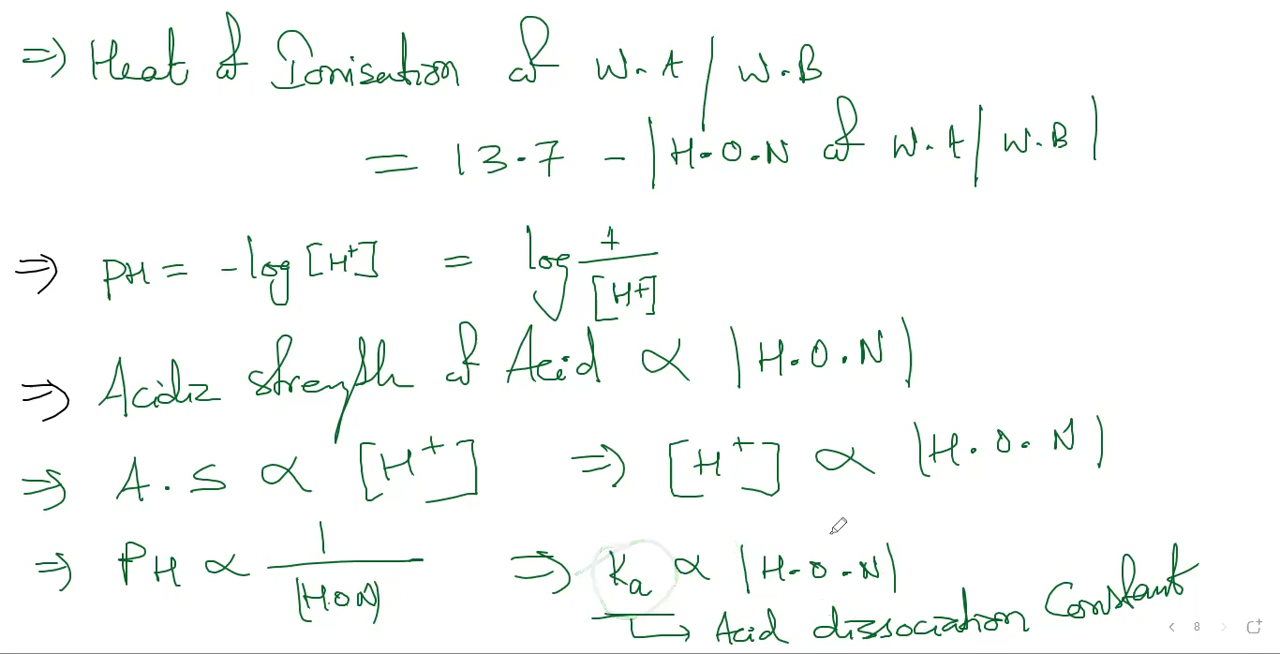 ⇒ Heat of Ionisation of W.A / W.B
= 13.7 - |H.O.N of W.A / W.B|
⇒ PH = -log [H+] = log 1/[H+]
⇒ Acidic strength of Acid ∝ |H.O.N|
⇒ A.S ∝ [H+] ⇒ [H+] ∝ |H.O.N|
⇒ PH ∝ 1/|H.O.N| ⇒ Ka ∝ |H.O.N|
↳ Acid dissociation Constant
< 8 >